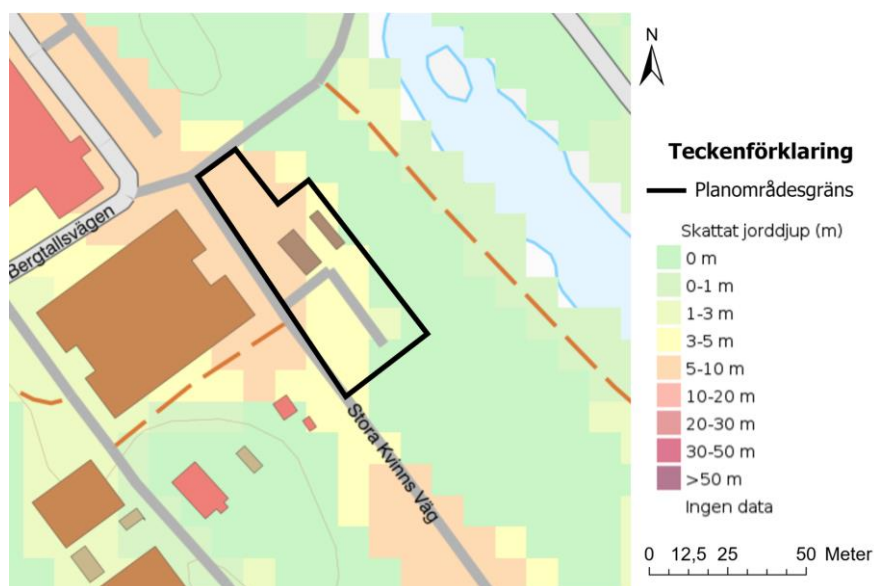 N
Teckenförklaring
Planområdesgräns
Skattat jorddjup (m)
0 m
0-1 m
1-3 m
3-5 m
5-10 m
10-20 m
20-30 m
30-50 m
>50 m
Ingen data
0 12,5 25 50 Meter
Bergtallsvägen
Stora Kvinns Väg